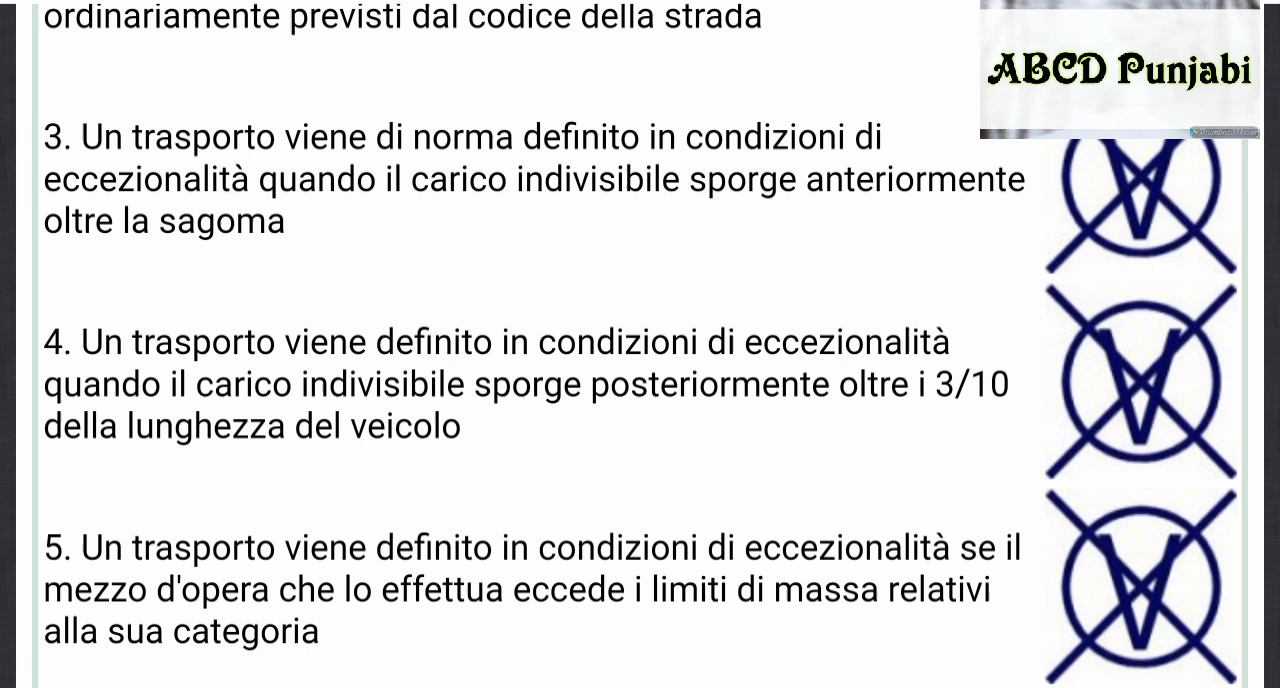 ordinariamente previsti dal codice della strada
ABCD Punjabi
3. Un trasporto viene di norma definito in condizioni di
eccezionalità quando il carico indivisibile sporge anteriormente
oltre la sagoma
V
4. Un trasporto viene definito in condizioni di eccezionalità
quando il carico indivisibile sporge posteriormente oltre i 3/10
della lunghezza del veicolo
V
5. Un trasporto viene definito in condizioni di eccezionalità se il
mezzo d'opera che lo effettua eccede i limiti di massa relativi
alla sua categoria
V